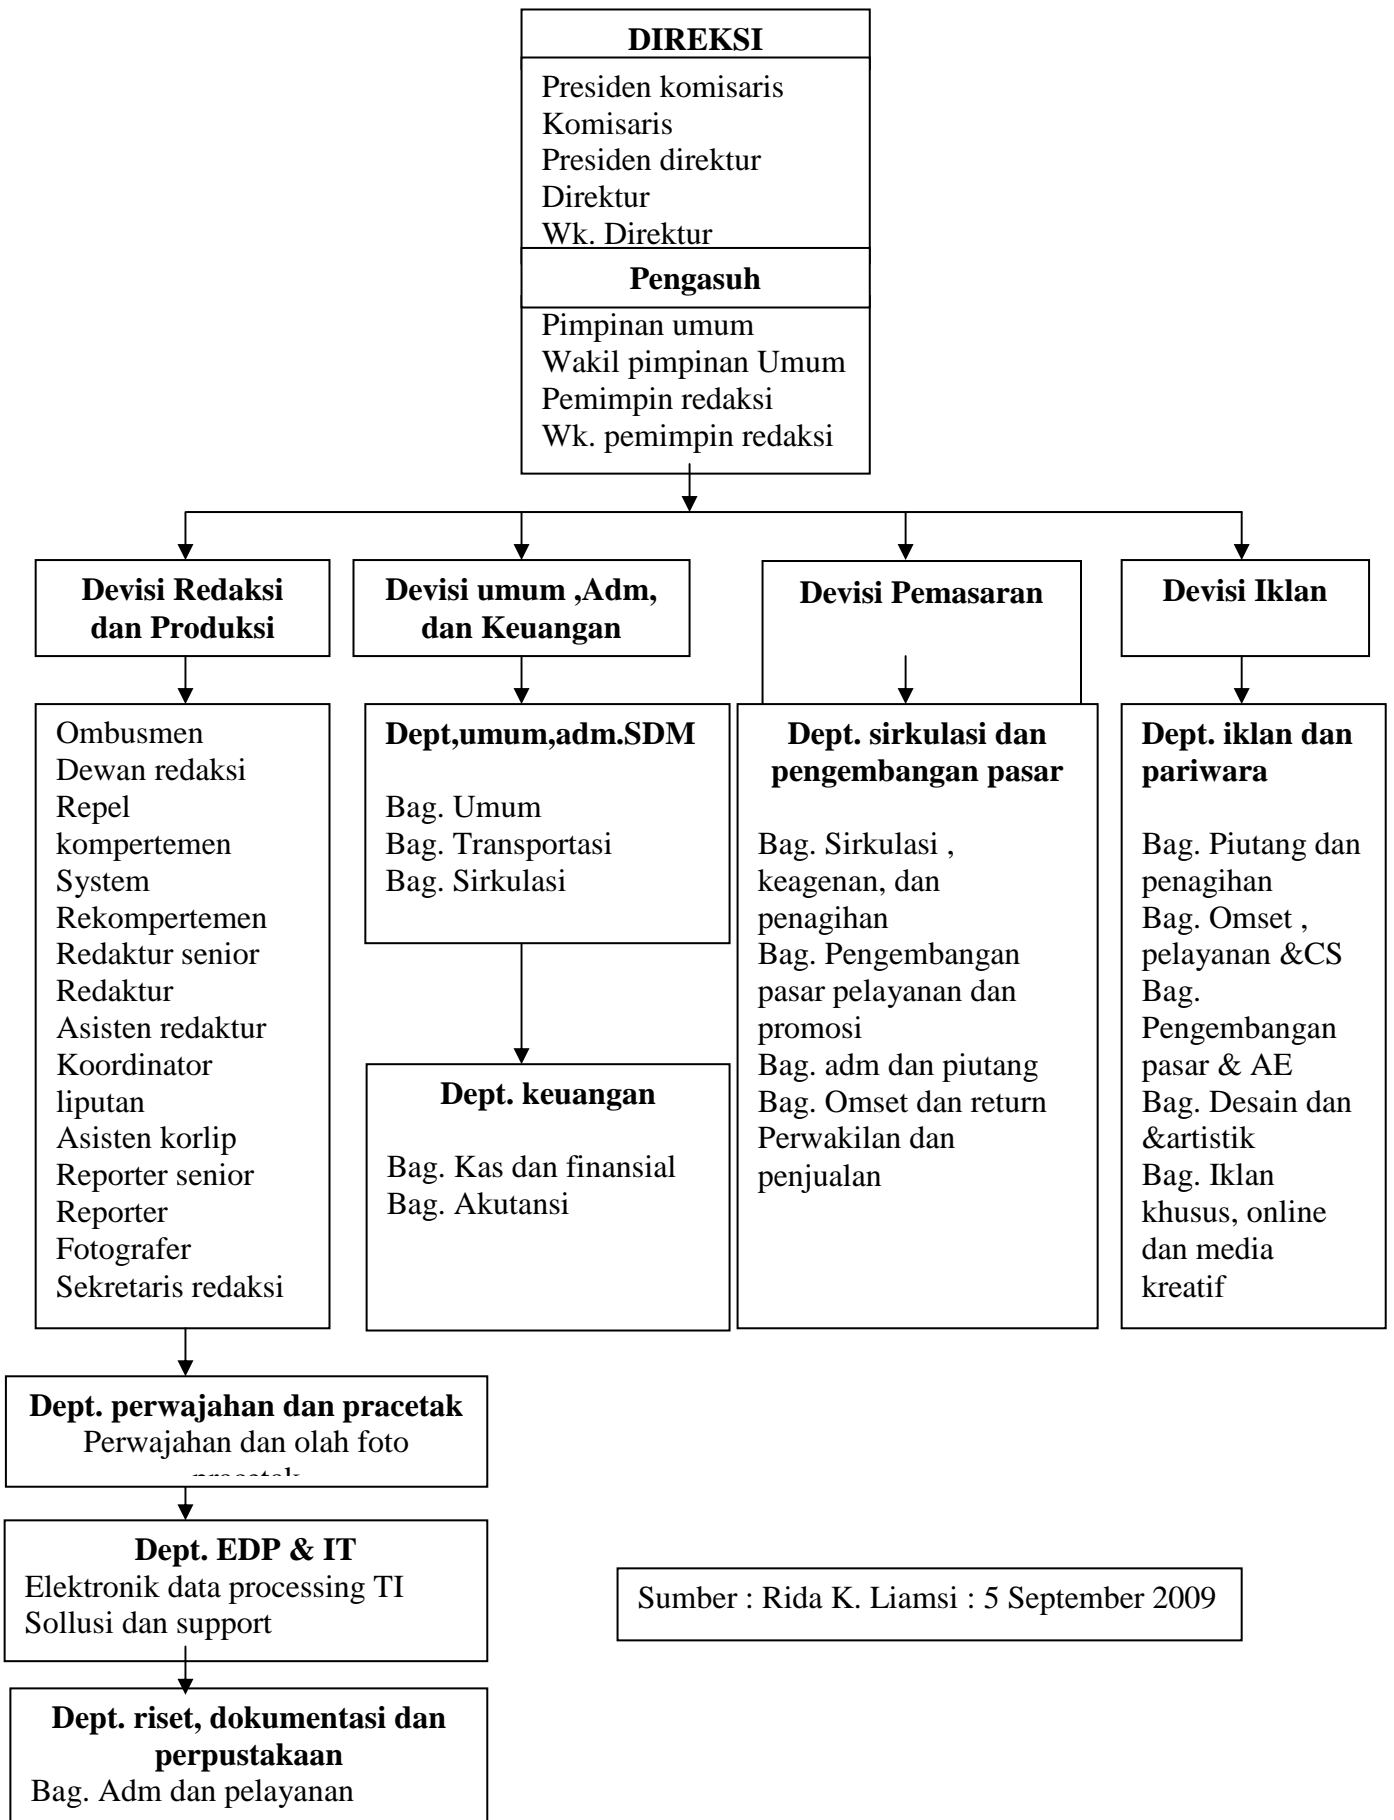 DIREKSI
Presiden komisaris
Komisaris
Presiden direktur
Direktur
Wk. Direktur
Pengasuh
Pimpinan umum
Wakil pimpinan Umum
Pemimpin redaksi
Wk. pemimpin redaksi
Devisi Redaksi
dan Produksi
Devisi umum ,Adm,
dan Keuangan
Devisi Pemasaran
Devisi Iklan
Ombusmen
Dewan redaksi
Repel
kompertemen
System
Rekompertemen
Redaktur senior
Redaktur
Asisten redaktur
Koordinator
liputan
Asisten korlip
Reporter senior
Reporter
Fotografer
Sekretaris redaksi
Dept,umum,adm.SDM
Bag. Umum
Bag. Transportasi
Bag. Sirkulasi
Dept. keuangan
Bag. Kas dan finansial
Bag. Akutansi
Dept. sirkulasi dan
pengembangan pasar
Bag. Sirkulasi ,
keagenan, dan
penagihan
Bag. Pengembangan
pasar pelayanan dan
promosi
Bag. adm dan piutang
Bag. Omset dan return
Perwakilan dan
penjualan
Dept. iklan dan
pariwara
Bag. Piutang dan
penagihan
Bag. Omset ,
pelayanan &CS
Bag.
Pengembangan
pasar & AE
Bag. Desain dan
&artistik
Bag. Iklan
khusus, online
dan media
kreatif
Dept. perwajahan dan pracetak
Perwajahan dan olah foto
Dept. EDP & IT
Elektronik data processing TI
Sollusi dan support
Dept. riset, dokumentasi dan
perpustakaan
Bag. Adm dan pelayanan
Sumber : Rida K. Liamsi : 5 September 2009